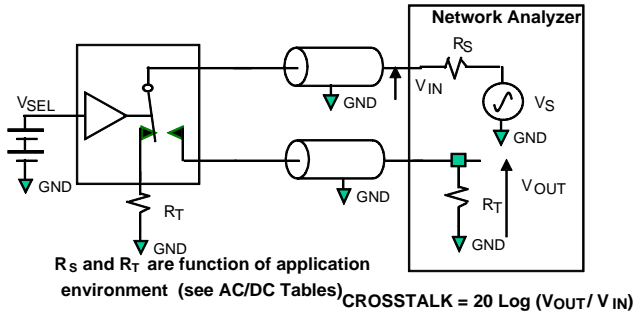 Network Analyzer
RS
VIN
GND
VS
GND
VSEL
GND
GND
VOUT
RT
RT
GND
GND
RS and RT are function of application
environment (see AC/DC Tables)
CROSSTALK = 20 Log (VOUT/ VIN)